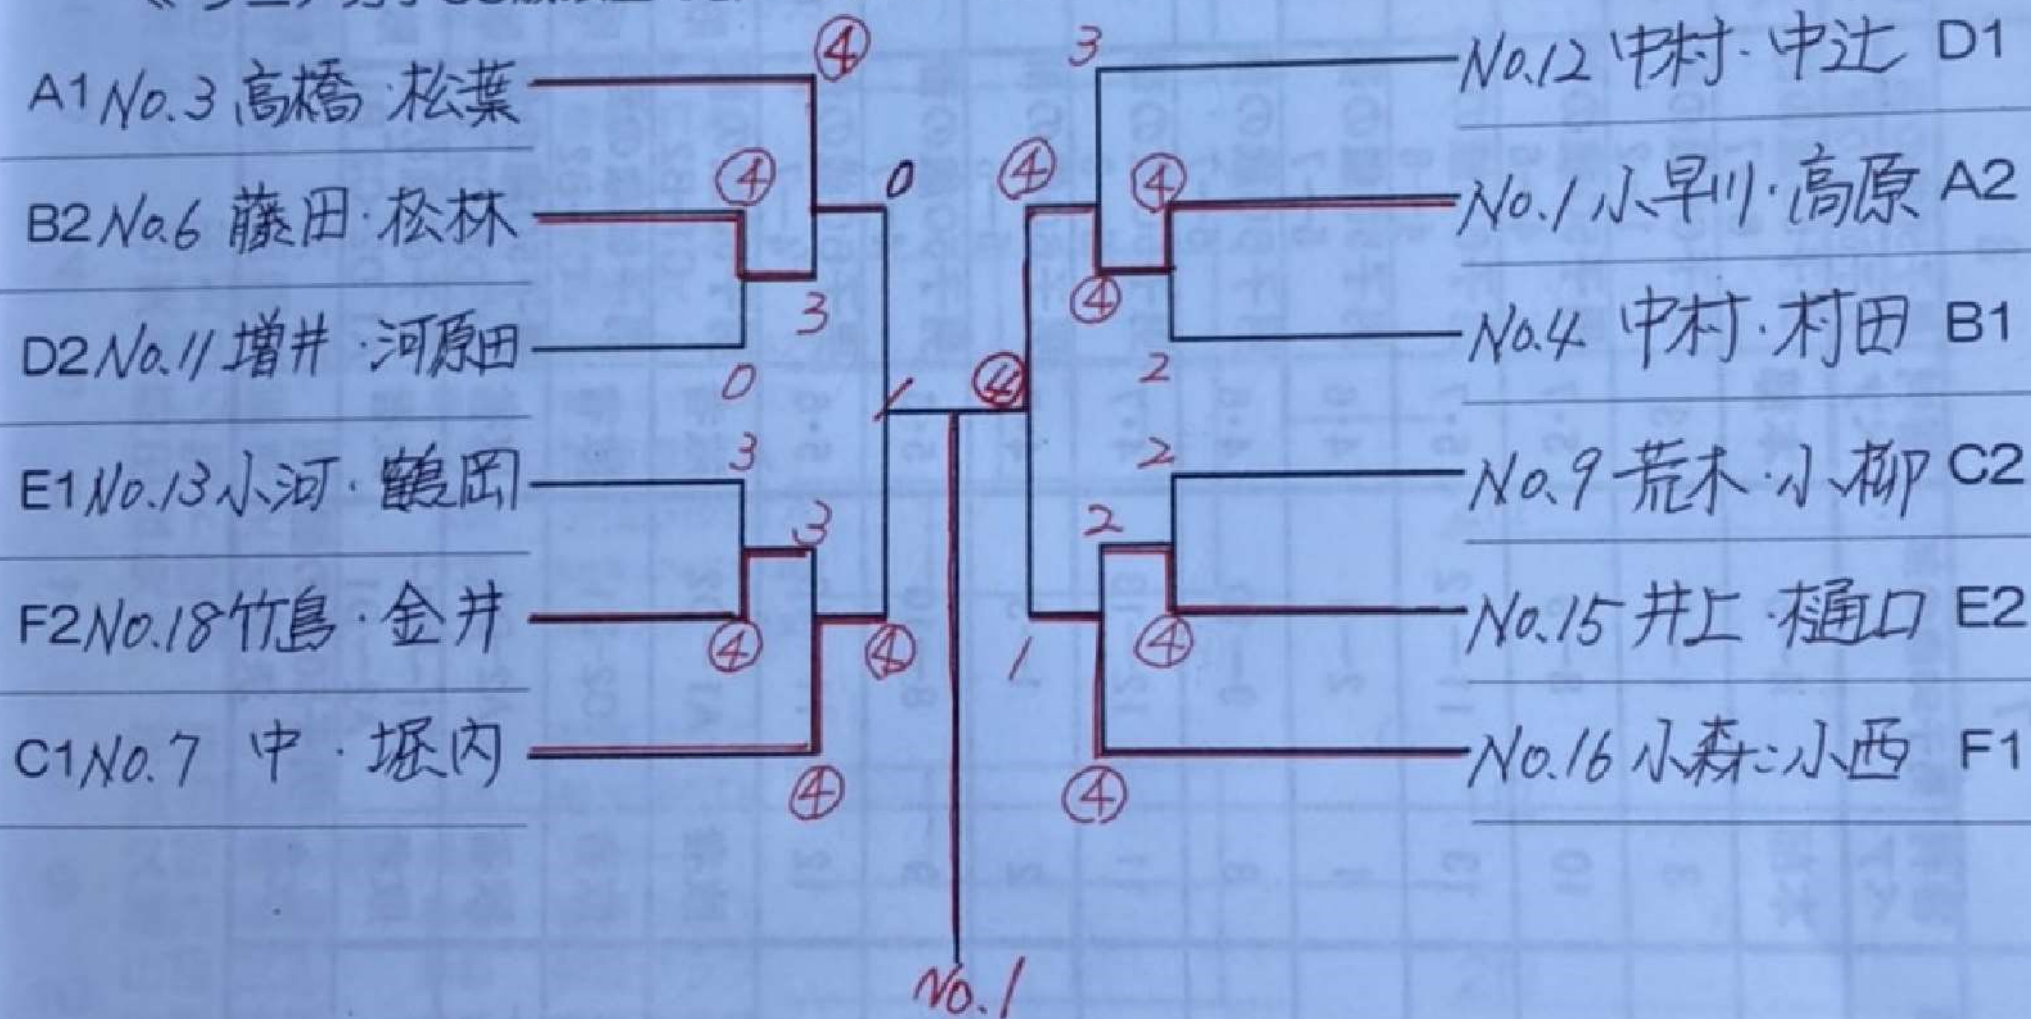 A1 No.3 高橋・松葉
B2 No.6 藤田・松林
D2 No.11 増井・河原田
E1 No.13 小河・鶴岡
F2 No.18 竹島・金井
C1 No.7 中・堀内
④
④
0
3
0
3
3
④
④
④
1
④
3
④
④
④
2
2
2
1
④
④
No.1
No.12 中村・中辻 D1
No.1 小早川・高原 A2
No.4 中村・村田 B1
No.9 荒木・小柳 C2
No.15 井上・樋口 E2
No.16 小森・小西 F1